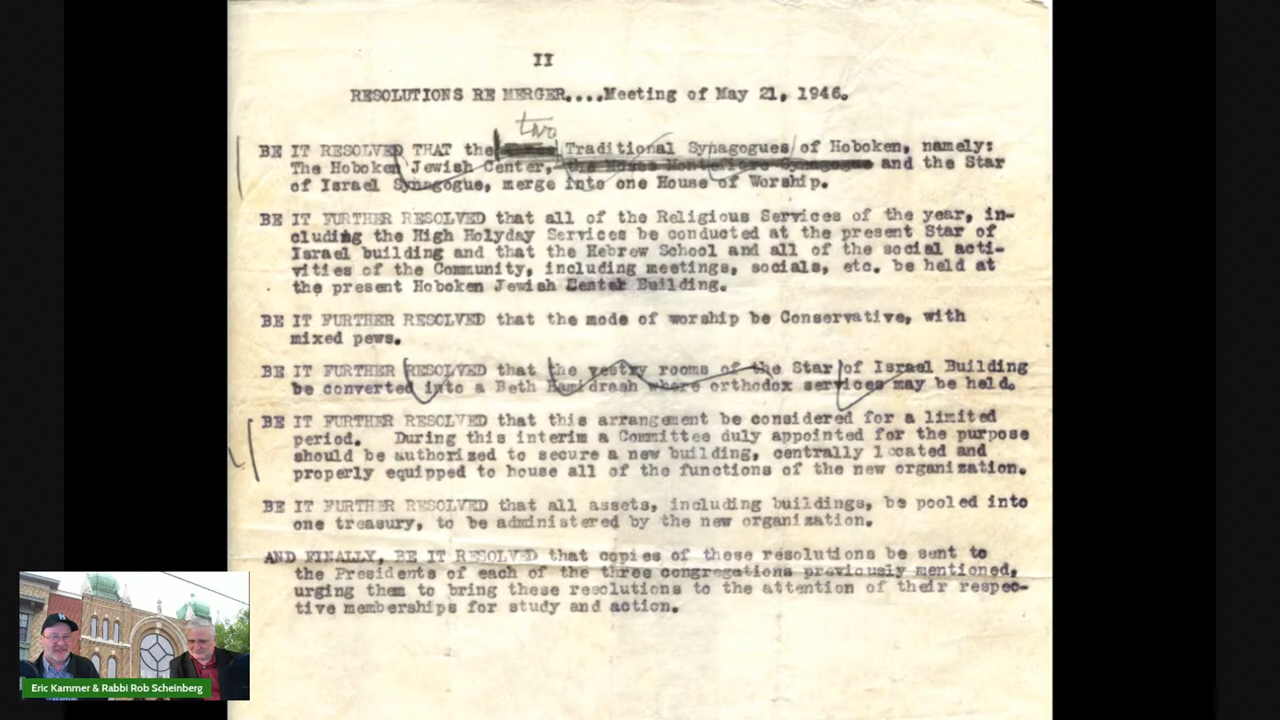 II
RESOLUTIONS RE MERGER....Meeting of May 21, 1946.
two
BE IT RESOLVED THAT the Traditional Synagogues of Hoboken, namely:
The Hoboken Jewish Center, the Moses Montefiore Synagogue and the Star
of Israel Synagogue, merge into one House of Worship.
BE IT FURTHER RESOLVED that all of the Religious Services of the year, in-
cluding the High Holyday Services be conducted at the present Star of
Israel building and that the Hebrew School and all of the social acti-
vities of the Community, including meetings, socials, etc. be held at
the present Hoboken Jewish Center Building.
BE IT FURTHER RESOLVED that the mode of worship be Conservative, with
mixed pews.
BE IT FURTHER RESOLVED that the vestry rooms of the Star of Israel Building
be converted into a Beth Hamidrash where orthodox services may be held.
BE IT FURTHER RESOLVED that this arrangement be considered for a limited
period. During this interim a Committee duly appointed for the purpose
should be authorized to secure a new building, centrally located and
properly equipped to house all of the functions of the new organization.
BE IT FURTHER RESOLVED that all assets, including buildings, be pooled into
one treasury, to be administered by the new organization.
AND FINALLY, BE IT RESOLVED that copies of these resolutions be sent to
the Presidents of each of the three congregations previously mentioned,
urging them to bring these resolutions to the attention of their respec-
tive memberships for study and action.
Eric Kammer & Rabbi Rob Scheinberg